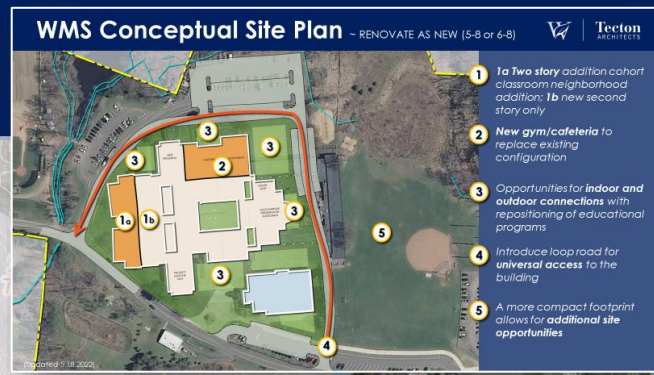 WMS Conceptual Site Plan ~ RENOVATE AS NEW (5-8 or 6-8)
Tecton
ARCHITECTS
1 1a Two story addition cohort
classroom neighborhood
addition; 1b new second
story only
2 New gym/cafeteria to
replace existing
configuration
3 Opportunities for indoor and
outdoor connections with
repositioning of educational
programs
4 Introduce loop road for
universal access to the
building
5 A more compact footprint
allows for additional site
opportunities
3
3
3
2
1a
1b
3
5
3
4
(Updated 5.18.2022)